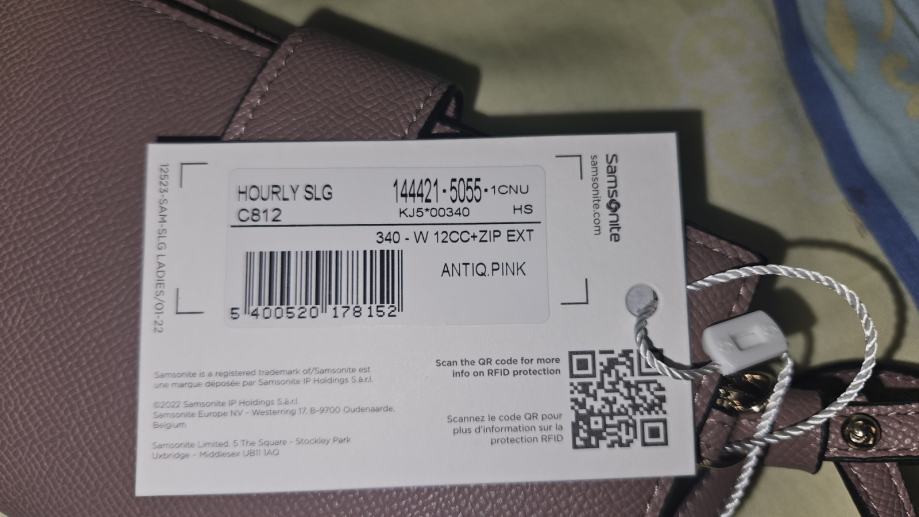 12523-SAM-SLG LADIES/01-22
HOURLY SLG
144421-5055-1CNU
C812
KJ5*00340
HS
340 - W 12CC+ZIP EXT
ANTIQ.PINK
5 400520 178152
Samsonite
samsonite.com
Samsonite is a registered trademark of/Samsonite est
une marque déposée par Samsonite IP Holdings S.à.r.l.
©2022 Samsonite IP Holdings S.à.r.l.
Samsonite Europe NV - Westerring 17, B-9700 Oudenaarde,
Belgium
Samsonite Limited, 5 The Square - Stockley Park
Uxbridge - Middlesex UB11 1AQ
Scan the QR code for more
info on RFID protection
Scannez le code QR pour
plus d'information sur la
protection RFID